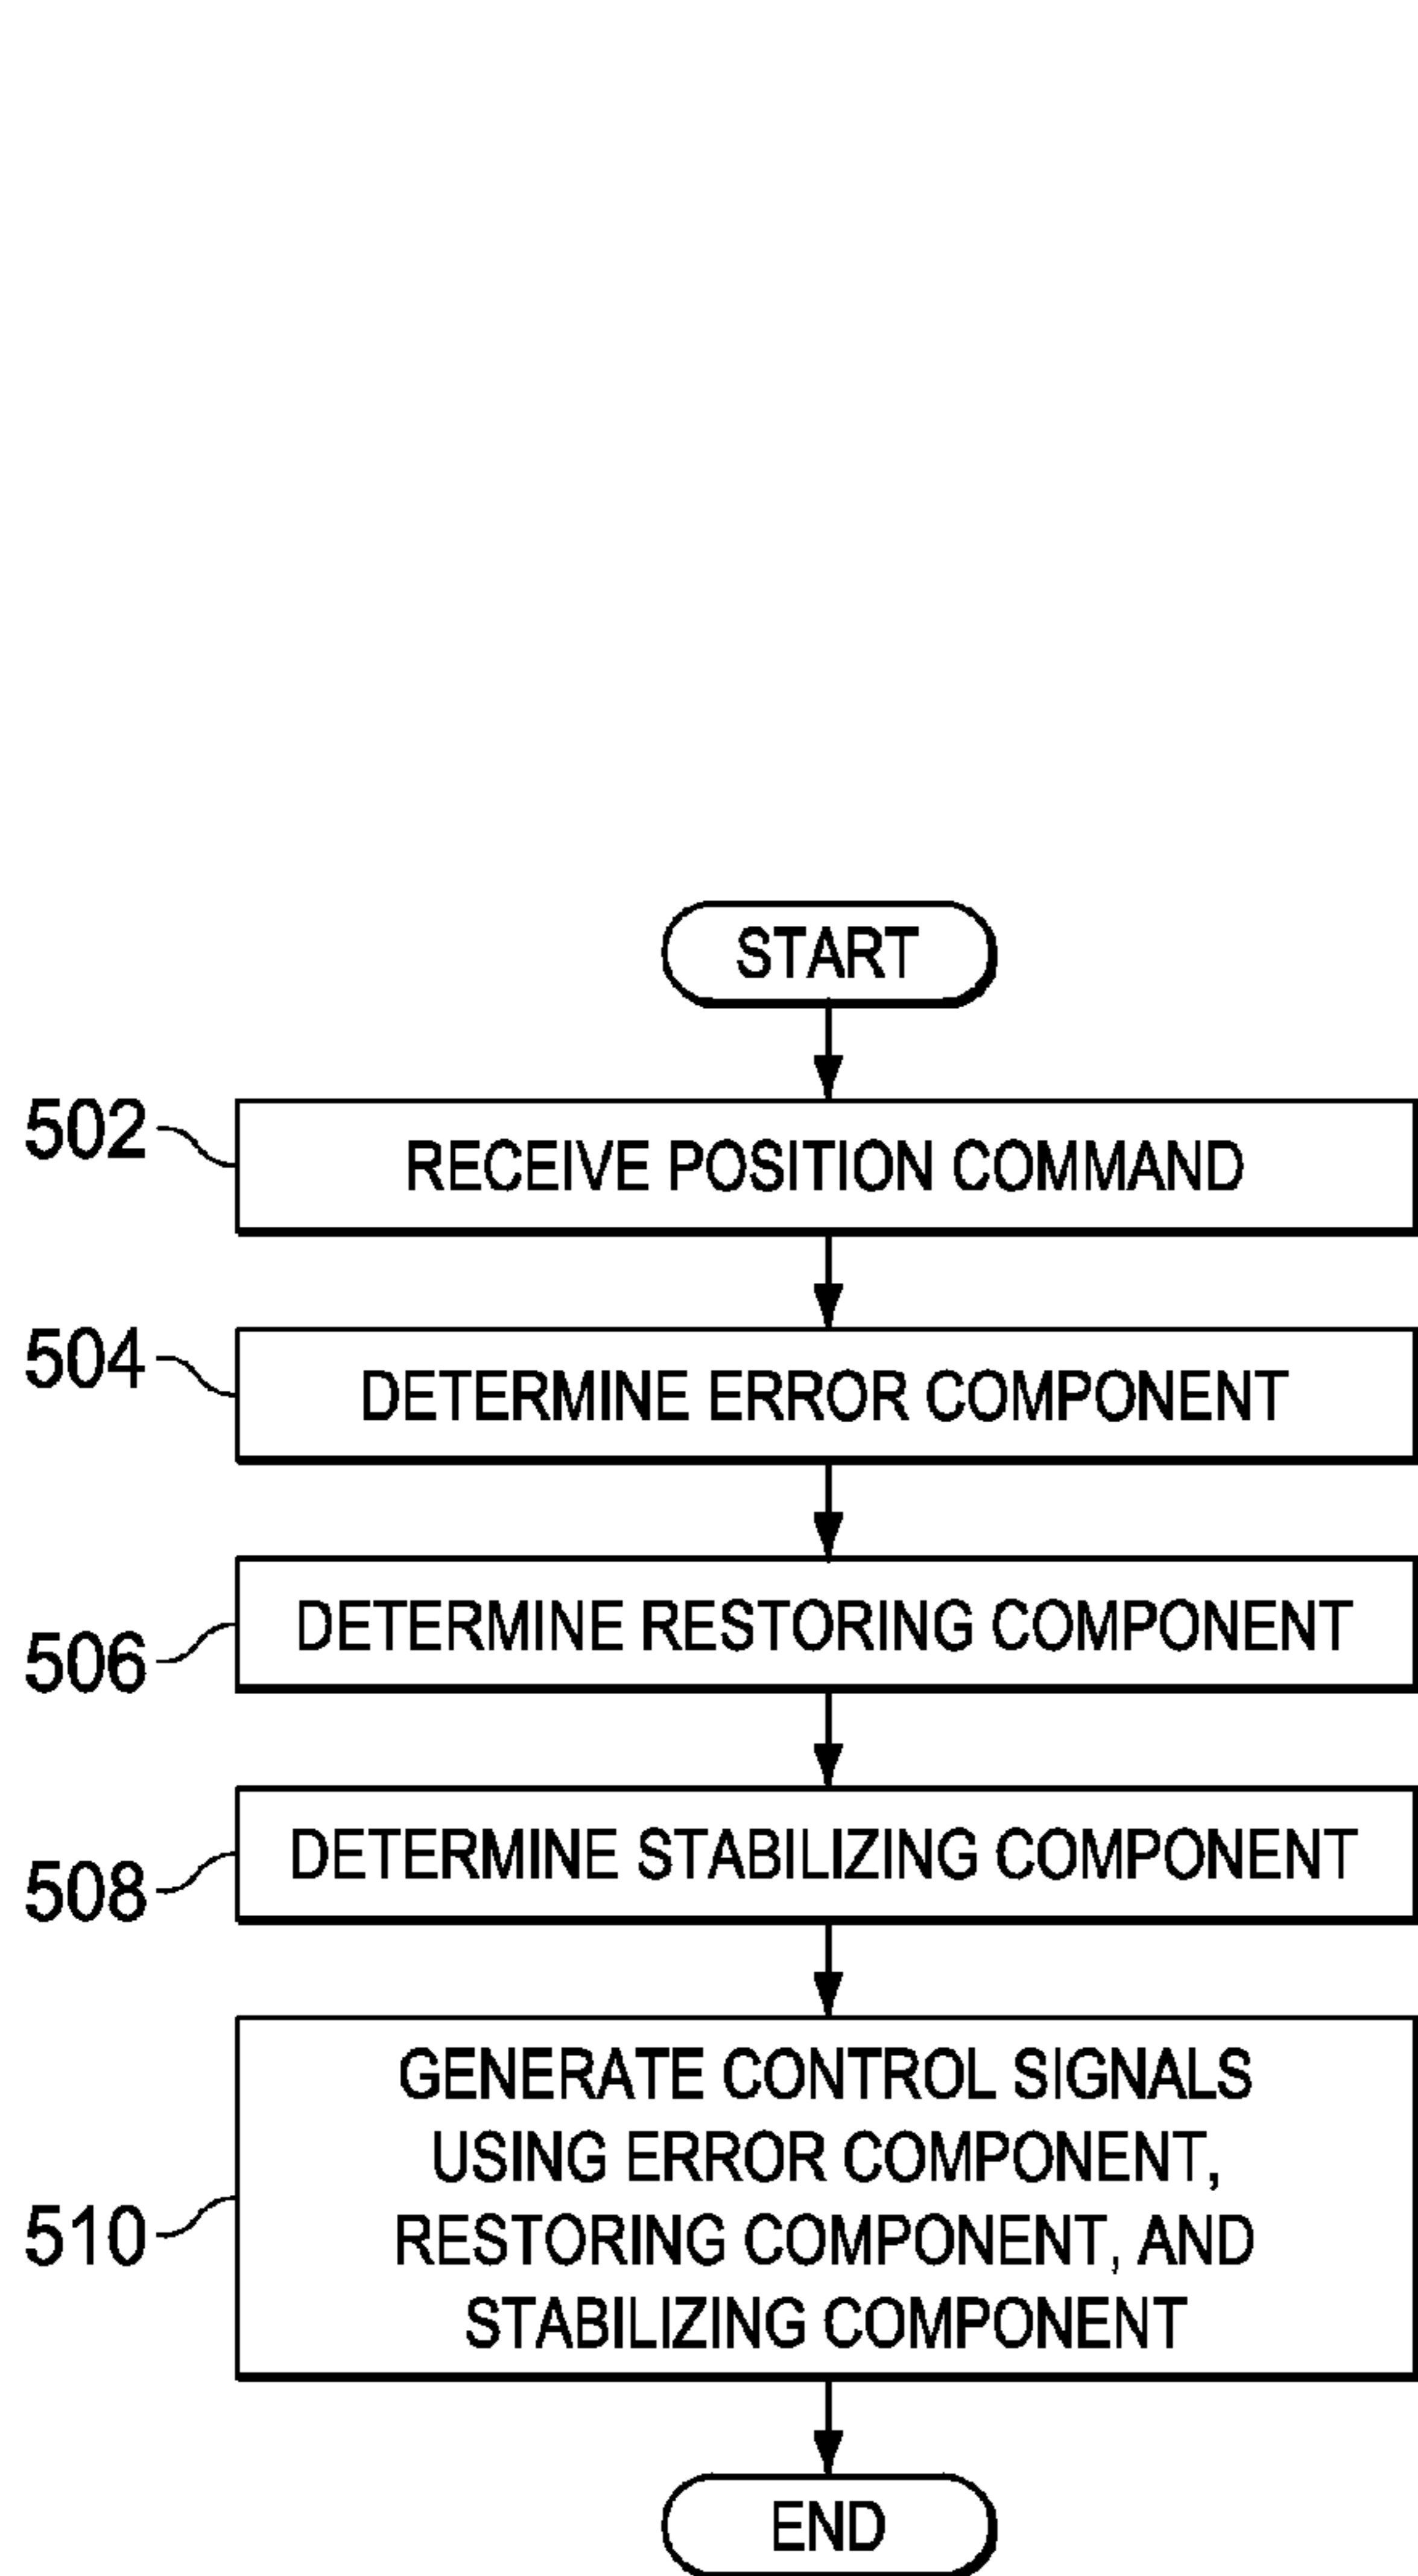 START
502
RECEIVE POSITION COMMAND
504
DETERMINE ERROR COMPONENT
506
DETERMINE RESTORING COMPONENT
508
DETERMINE STABILIZING COMPONENT
510
GENERATE CONTROL SIGNALS
USING ERROR COMPONENT,
RESTORING COMPONENT, AND
STABILIZING COMPONENT
END